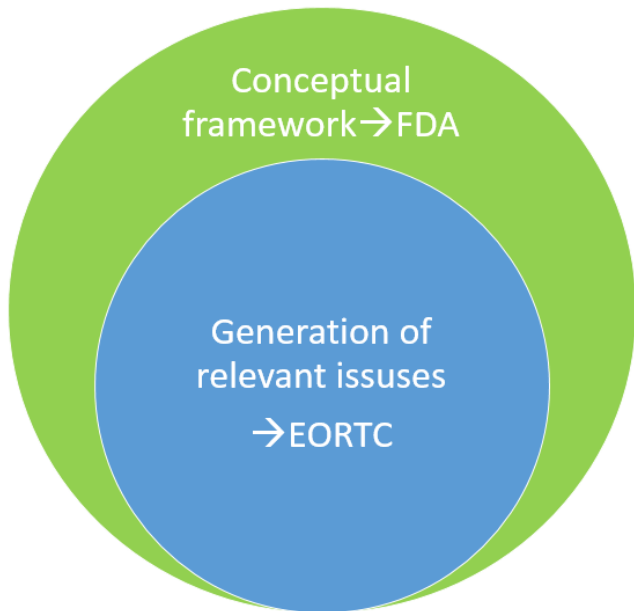 Conceptual
framework→FDA
Generation of
relevant issuses
→EORTC